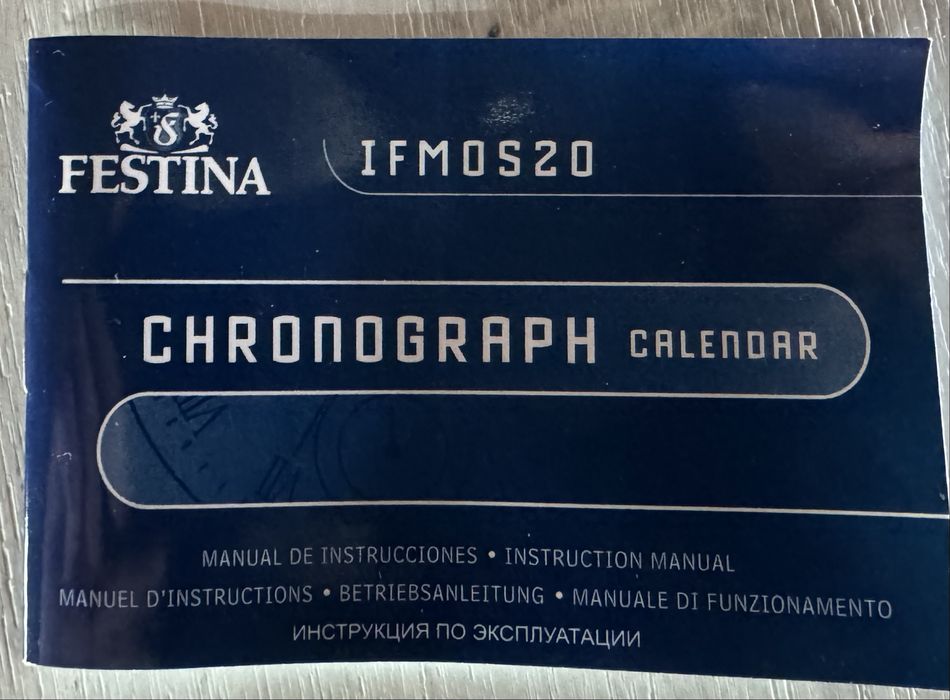 FESTINA
IFM0S20
CHRONOGRAPH CALENDAR
MANUAL DE INSTRUCCIONES • INSTRUCTION MANUAL
MANUEL D'INSTRUCTIONS • BETRIEBSANLEITUNG • MANUALE DI FUNZIONAMENTO
ИНСТРУКЦИЯ ПО ЭКСПЛУАТАЦИИ